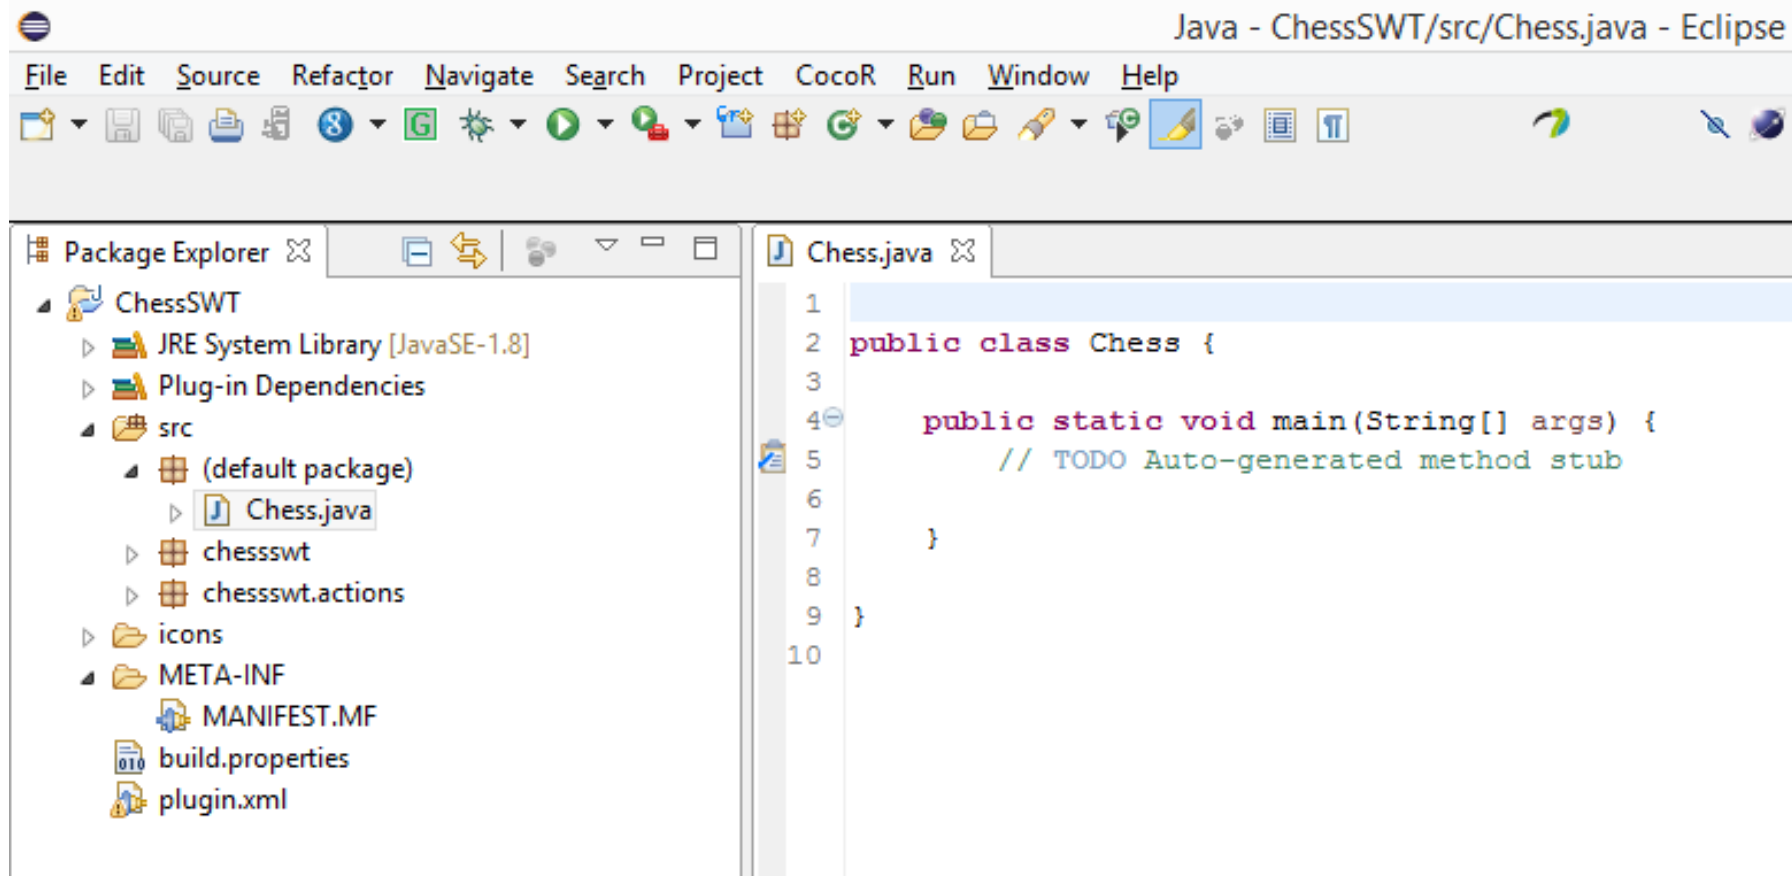 Java - ChessSWT/src/Chess.java - Eclipse
File Edit Source Refactor Navigate Search Project CocoR Run Window Help
8 G
Package Explorer
ChessSWT
JRE System Library [JavaSE-1.8]
Plug-in Dependencies
src
(default package)
Chess.java
chessswt
chessswt.actions
icons
META-INF
MANIFEST.MF
build.properties
plugin.xml
Chess.java
1
2 public class Chess {
3
4 public static void main(String[] args) {
5 // TODO Auto-generated method stub
6
7 }
8
9 }
10